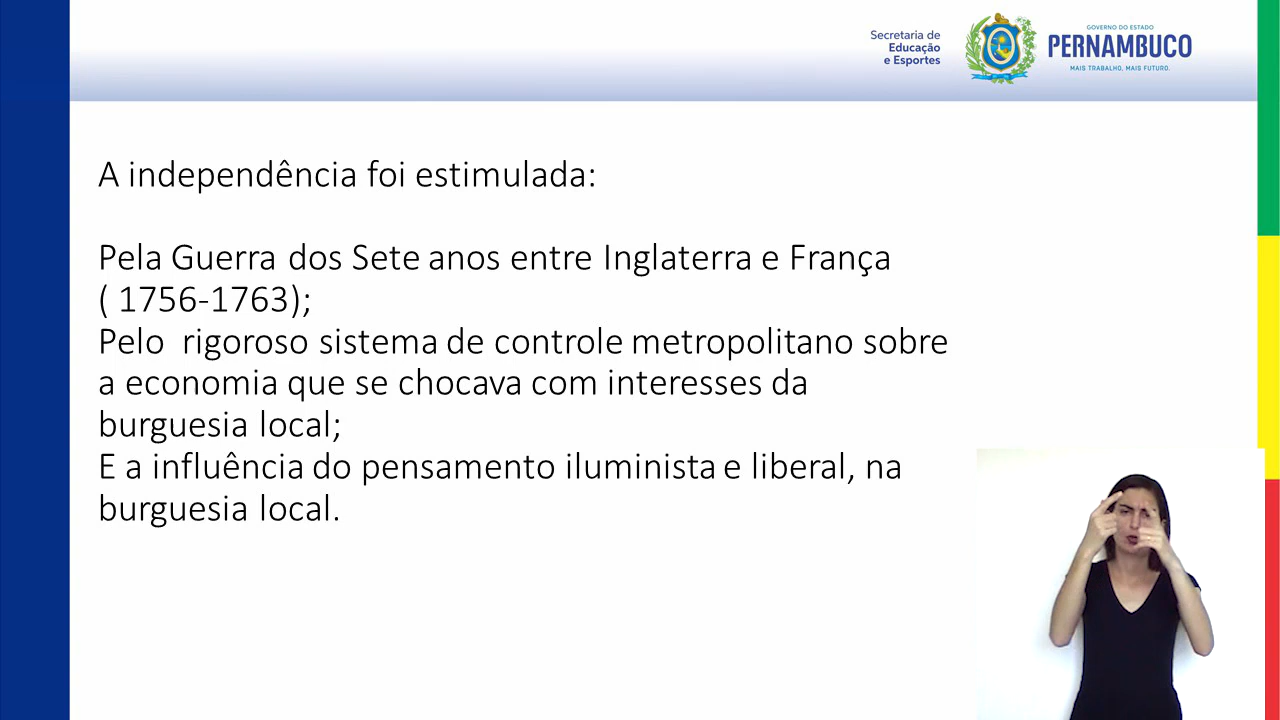 Secretaria de
Educação
e Esportes
GOVERNO DO ESTADO
PERNAMBUCO
MAIS TRABALHO, MAIS FUTURO.
A independência foi estimulada:
Pela Guerra dos Sete anos entre Inglaterra e França
( 1756-1763);
Pelo  rigoroso sistema de controle metropolitano sobre
a economia que se chocava com interesses da
burguesia local;
E a influência do pensamento iluminista e liberal, na
burguesia local.